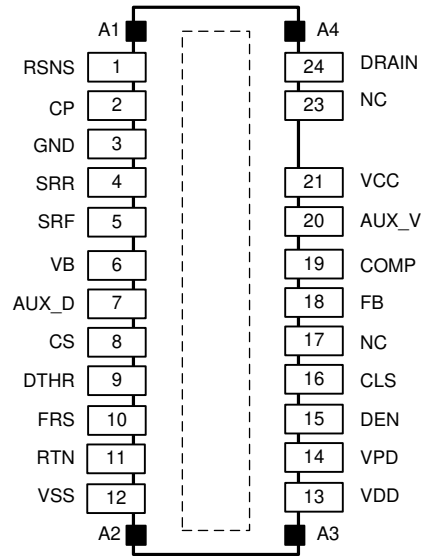 A1 A4
RSNS 1 24 DRAIN
CP 2 23 NC
GND 3
SRR 4 21 VCC
SRF 5 20 AUX_V
VB 6 19 COMP
AUX_D 7 18 FB
CS 8 17 NC
DTHR 9 16 CLS
FRS 10 15 DEN
RTN 11 14 VPD
VSS 12 13 VDD
A2 A3